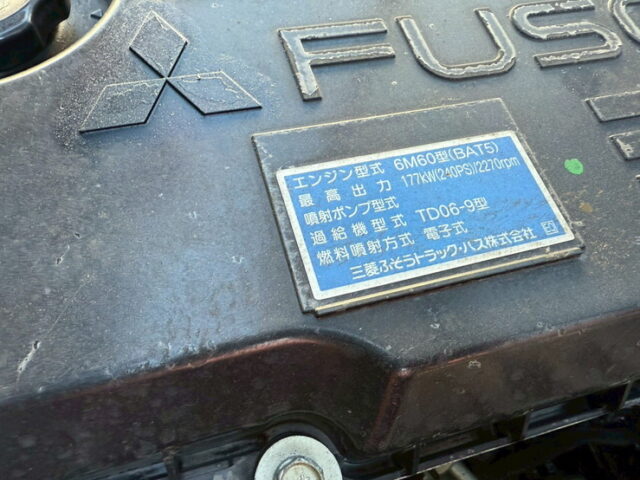 FUSO
エンジン型式 6M60型(BAT5)
最高出力 177kW(240PS)/2270rpm
噴射ポンプ型式
過給機型式 TD06-9型
燃料噴射方式 電子式
三菱ふそうトラック・バス株式会社